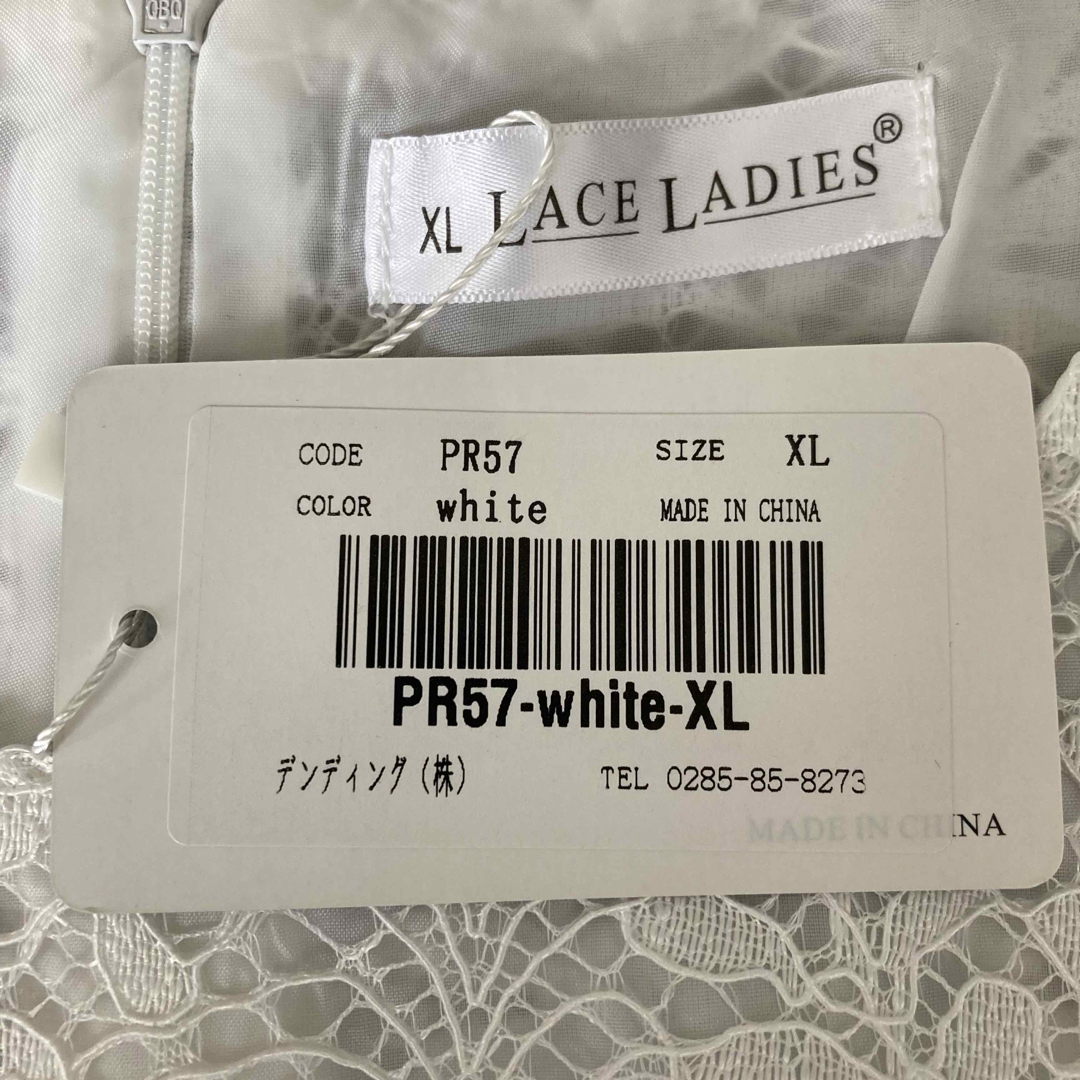 QBQ
XL LACE LADIES®
CODE PR57 SIZE XL
COLOR white MADE IN CHINA
PR57-white-XL
デンディング(株) TEL 0285-85-8273
MADE IN CHINA